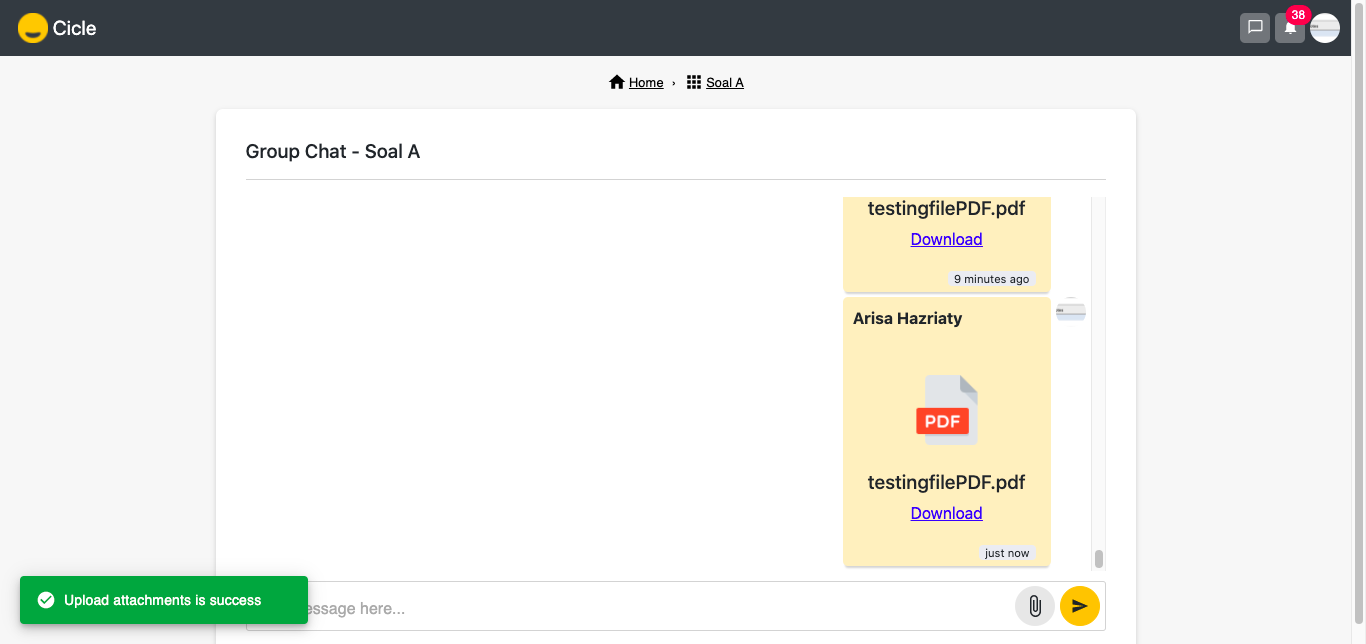 Cicle
38
Home › Soal A
Group Chat - Soal A
testingfilePDF.pdf
Download
9 minutes ago
Arisa Hazriaty
PDF
testingfilePDF.pdf
Download
just now
Upload attachments is success
essage here...